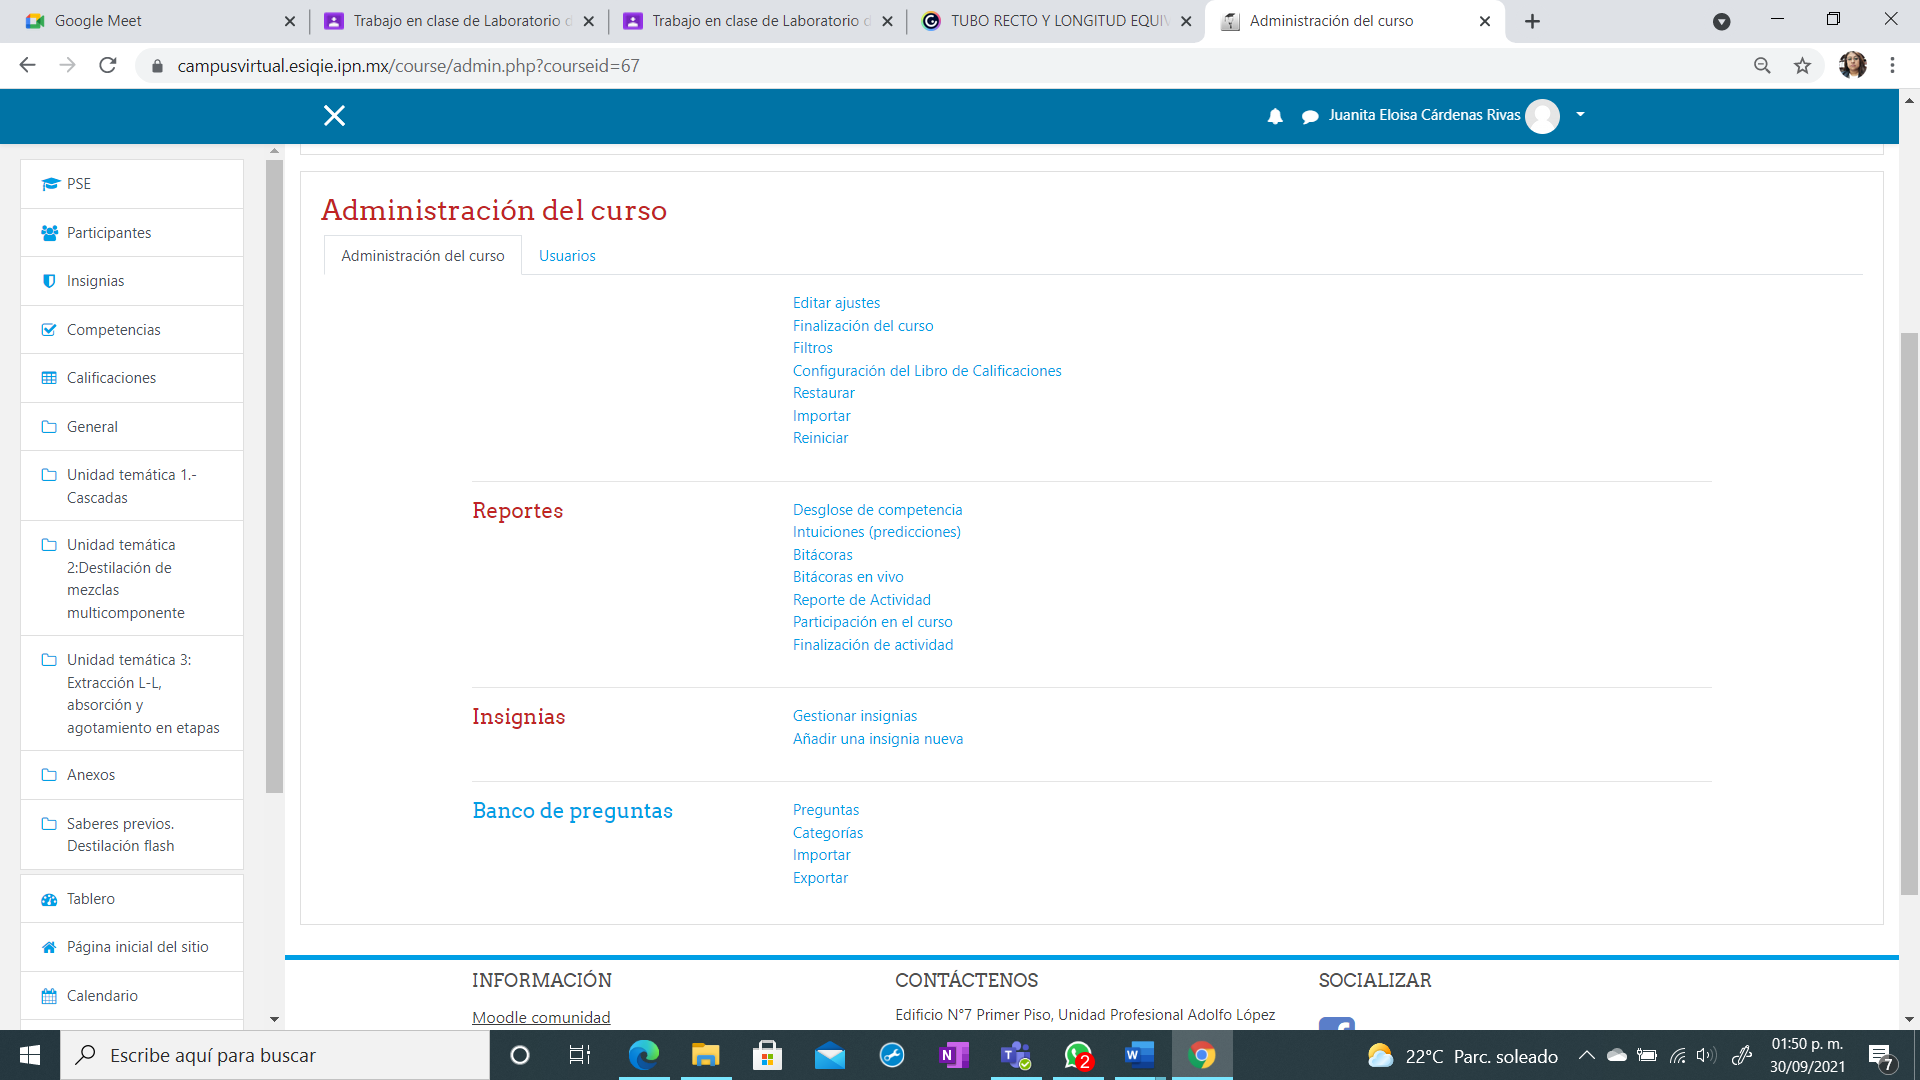 Google Meet
Trabajo en clase de Laboratorio d
Trabajo en clase de Laboratorio d
TUBO RECTO Y LONGITUD EQUI
Administración del curso
campusvirtual.esiqie.ipn.mx/course/admin.php?courseid=67
Juanita Eloisa Cárdenas Rivas
PSE
Participantes
Insignias
Competencias
Calificaciones
General
Unidad temática 1.-
Cascadas
Unidad temática
2:Destilación de
mezclas
multicomponente
Unidad temática 3:
Extracción L-L,
absorción y
agotamiento en etapas
Anexos
Saberes previos.
Destilación flash
Tablero
Página inicial del sitio
Calendario
Administración del curso
Administración del curso
Usuarios
Editar ajustes
Finalización del curso
Filtros
Configuración del Libro de Calificaciones
Restaurar
Importar
Reiniciar
Reportes
Desglose de competencia
Intuiciones (predicciones)
Bitácoras
Bitácoras en vivo
Reporte de Actividad
Participación en el curso
Finalización de actividad
Insignias
Gestionar insignias
Añadir una insignia nueva
Banco de preguntas
Preguntas
Categorías
Importar
Exportar
INFORMACIÓN
Moodle comunidad
CONTÁCTENOS
Edificio N°7 Primer Piso, Unidad Profesional Adolfo López
SOCIALIZAR
Escribe aquí para buscar
2
22°C Parc. soleado
01:50 p. m.
30/09/2021
7